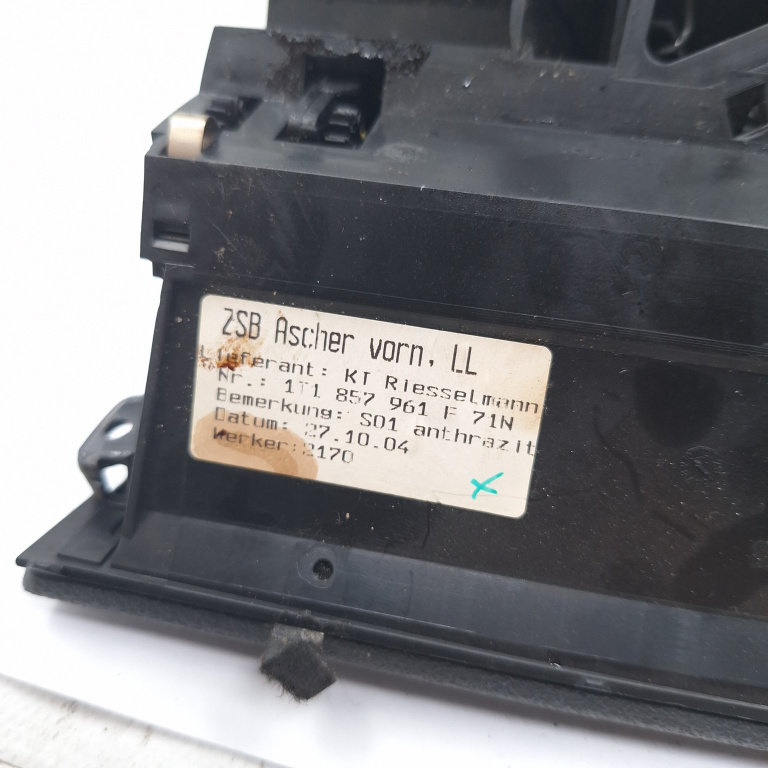 ZSB Ascher vorn, LL
Lieferant: KT Riesselmann
Nr.: 1T1 857 961 F 71N
Bemerkung: S01 anthrazit
Datum: 27.10.04
Werker:2170